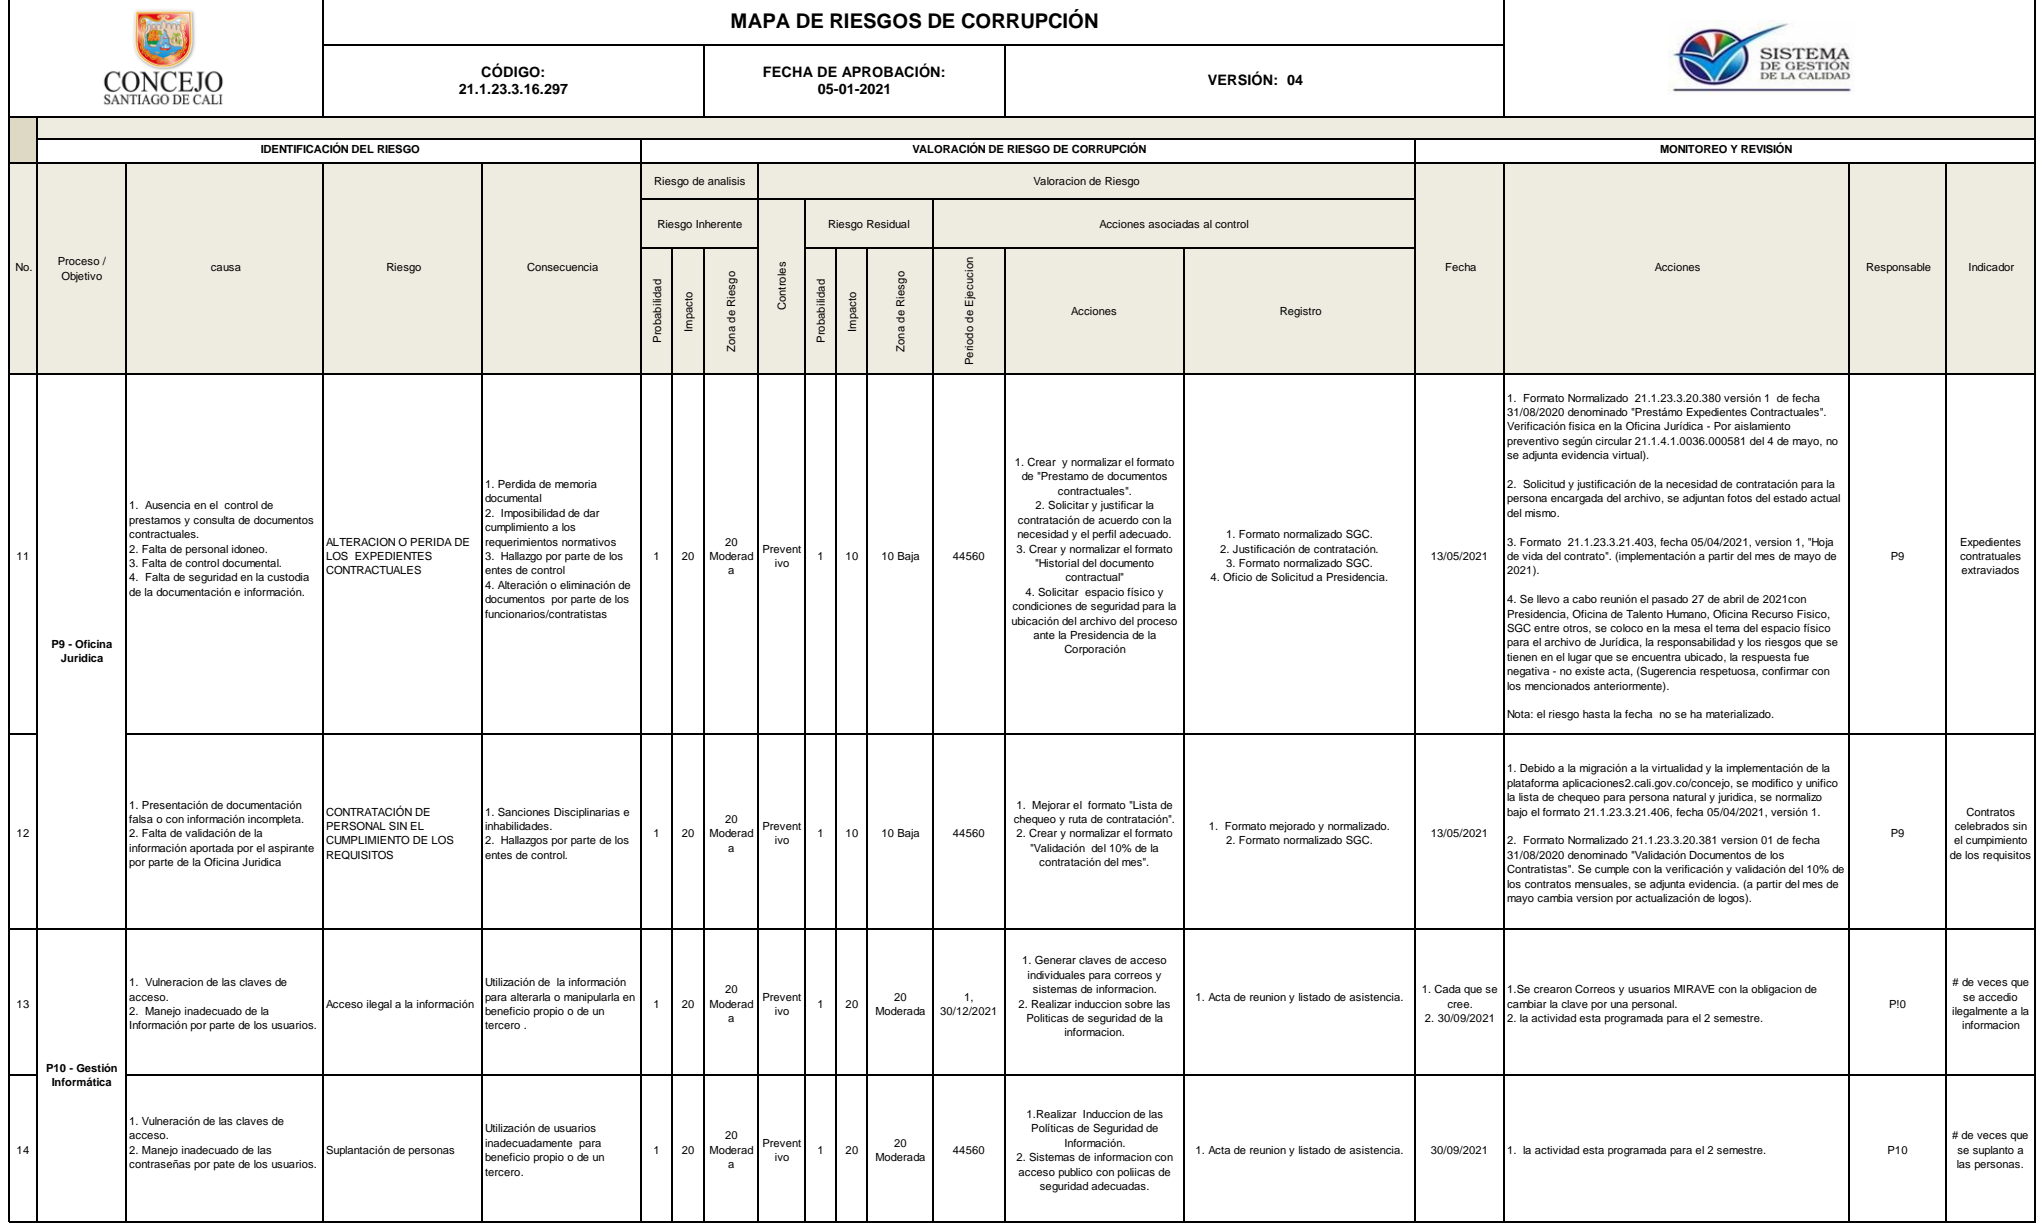 CONCEJO
SANTIAGO DE CALI
MAPA DE RIESGOS DE CORRUPCIÓN
CÓDIGO:
21.1.23.3.16.297
FECHA DE APROBACIÓN:
05-01-2021
VERSIÓN: 04
SISTEMA
DE GESTIÓN
DE LA CALIDAD
IDENTIFICACIÓN DEL RIESGO
VALORACIÓN DE RIESGO DE CORRUPCIÓN
MONITOREO Y REVISIÓN
No.
Proceso /
Objetivo
causa
Riesgo
Consecuencia
Riesgo de analisis
Valoracion de Riesgo
Riesgo Inherente
Controles
Riesgo Residual
Acciones asociadas al control
Probabilidad
Impacto
Zona de Riesgo
Probabilidad
Impacto
Zona de Riesgo
Periodo de Ejecucion
Acciones
Registro
Fecha
Acciones
Responsable
Indicador
11
P9 - Oficina
Juridica
1. Ausencia en el control de
prestamos y consulta de documentos
contractuales.
2. Falta de personal idoneo.
3. Falta de control documental.
4. Falta de seguridad en la custodia
de la documentación e información.
ALTERACION O PERIDA DE
LOS EXPEDIENTES
CONTRACTUALES
1. Perdida de memoria
documental
2. Imposibilidad de dar
cumplimiento a los
requerimientos normativos
3. Hallazgo por parte de los
entes de control
4. Alteración o eliminación de
documentos por parte de los
funcionarios/contratistas
1
20
20
Moderad
a
Prevent
ivo
1
10
10 Baja
44560
1. Crear y normalizar el formato
de "Prestamo de documentos
contractuales".
2. Solicitar y justificar la
contratación de acuerdo con la
necesidad y el perfil adecuado.
3. Crear y normalizar el formato
"Historial del documento
contractual"
4. Solicitar espacio físico y
condiciones de seguridad para la
ubicación del archivo del proceso
ante la Presidencia de la
Corporación
1. Formato normalizado SGC.
2. Justificación de contratación.
3. Formato normalizado SGC.
4. Oficio de Solicitud a Presidencia.
13/05/2021
1. Formato Normalizado 21.1.23.3.20.380 versión 1 de fecha
31/08/2020 denominado "Prestámo Expedientes Contractuales".
Verificación fisica en la Oficina Jurídica - Por aislamiento
preventivo según circular 21.1.4.1.0036.000581 del 4 de mayo, no
se adjunta evidencia virtual).
2. Solicitud y justificación de la necesidad de contratación para la
persona encargada del archivo, se adjuntan fotos del estado actual
del mismo.
3. Formato 21.1.23.3.21.403, fecha 05/04/2021, version 1, "Hoja
de vida del contrato". (implementación a partir del mes de mayo de
2021).
4. Se llevo a cabo reunión el pasado 27 de abril de 2021con
Presidencia, Oficina de Talento Humano, Oficina Recurso Fisico,
SGC entre otros, se coloco en la mesa el tema del espacio físico
para el archivo de Jurídica, la responsabilidad y los riesgos que se
tienen en el lugar que se encuentra ubicado, la respuesta fue
negativa - no existe acta, (Sugerencia respetuosa, confirmar con
los mencionados anteriormente).
Nota: el riesgo hasta la fecha no se ha materializado.
P9
Expedientes
contratuales
extraviados
12
1. Presentación de documentación
falsa o con información incompleta.
2. Falta de validación de la
información aportada por el aspirante
por parte de la Oficina Juridica
CONTRATACIÓN DE
PERSONAL SIN EL
CUMPLIMIENTO DE LOS
REQUISITOS
1. Sanciones Disciplinarias e
inhabilidades.
2. Hallazgos por parte de los
entes de control.
1
20
20
Moderad
a
Prevent
ivo
1
10
10 Baja
44560
1. Mejorar el formato "Lista de
chequeo y ruta de contratación".
2. Crear y normalizar el formato
"Validación del 10% de la
contratación del mes".
1. Formato mejorado y normalizado.
2. Formato normalizado SGC.
13/05/2021
1. Debido a la migración a la virtualidad y la implementación de la
plataforma aplicaciones2.cali.gov.co/concejo, se modifico y unifico
la lista de chequeo para persona natural y juridica, se normalizo
bajo el formato 21.1.23.3.21.406, fecha 05/04/2021, versión 1.
2. Formato Normalizado 21.1.23.3.20.381 version 01 de fecha
31/08/2020 denominado "Validación Documentos de los
Contratistas". Se cumple con la verificación y validación del 10% de
los contratos mensuales, se adjunta evidencia. (a partir del mes de
mayo cambia version por actualización de logos).
P9
Contratos
celebrados sin
el cumpimiento
de los requisitos
13
P10 - Gestión
Informática
1. Vulneracion de las claves de
acceso.
2. Manejo inadecuado de la
Información por parte de los usuarios.
Acceso ilegal a la información
Utilización de la información
para alterarla o manipularla en
beneficio propio o de un
tercero .
1
20
20
Moderad
a
Prevent
ivo
1
20
20
Moderada
1,
30/12/2021
1. Generar claves de acceso
individuales para correos y
sistemas de informacion.
2. Realizar induccion sobre las
Politicas de seguridad de la
informacion.
1. Acta de reunion y listado de asistencia.
1. Cada que se
cree.
2. 30/09/2021
1.Se crearon Correos y usuarios MIRAVE con la obligacion de
cambiar la clave por una personal.
2. la actividad esta programada para el 2 semestre.
P!0
# de veces que
se accedio
ilegalmente a la
informacion
14
1. Vulneración de las claves de
acceso.
2. Manejo inadecuado de las
contraseñas por pate de los usuarios.
Suplantación de personas
Utilización de usuarios
inadecuadamente para
beneficio propio o de un
tercero.
1
20
20
Moderad
a
Prevent
ivo
1
20
20
Moderada
44560
1.Realizar Induccion de las
Políticas de Seguridad de
Información.
2. Sistemas de informacion con
acceso publico con poliicas de
seguridad adecuadas.
1. Acta de reunion y listado de asistencia.
30/09/2021
1. la actividad esta programada para el 2 semestre.
P10
# de veces que
se suplanto a
las personas.